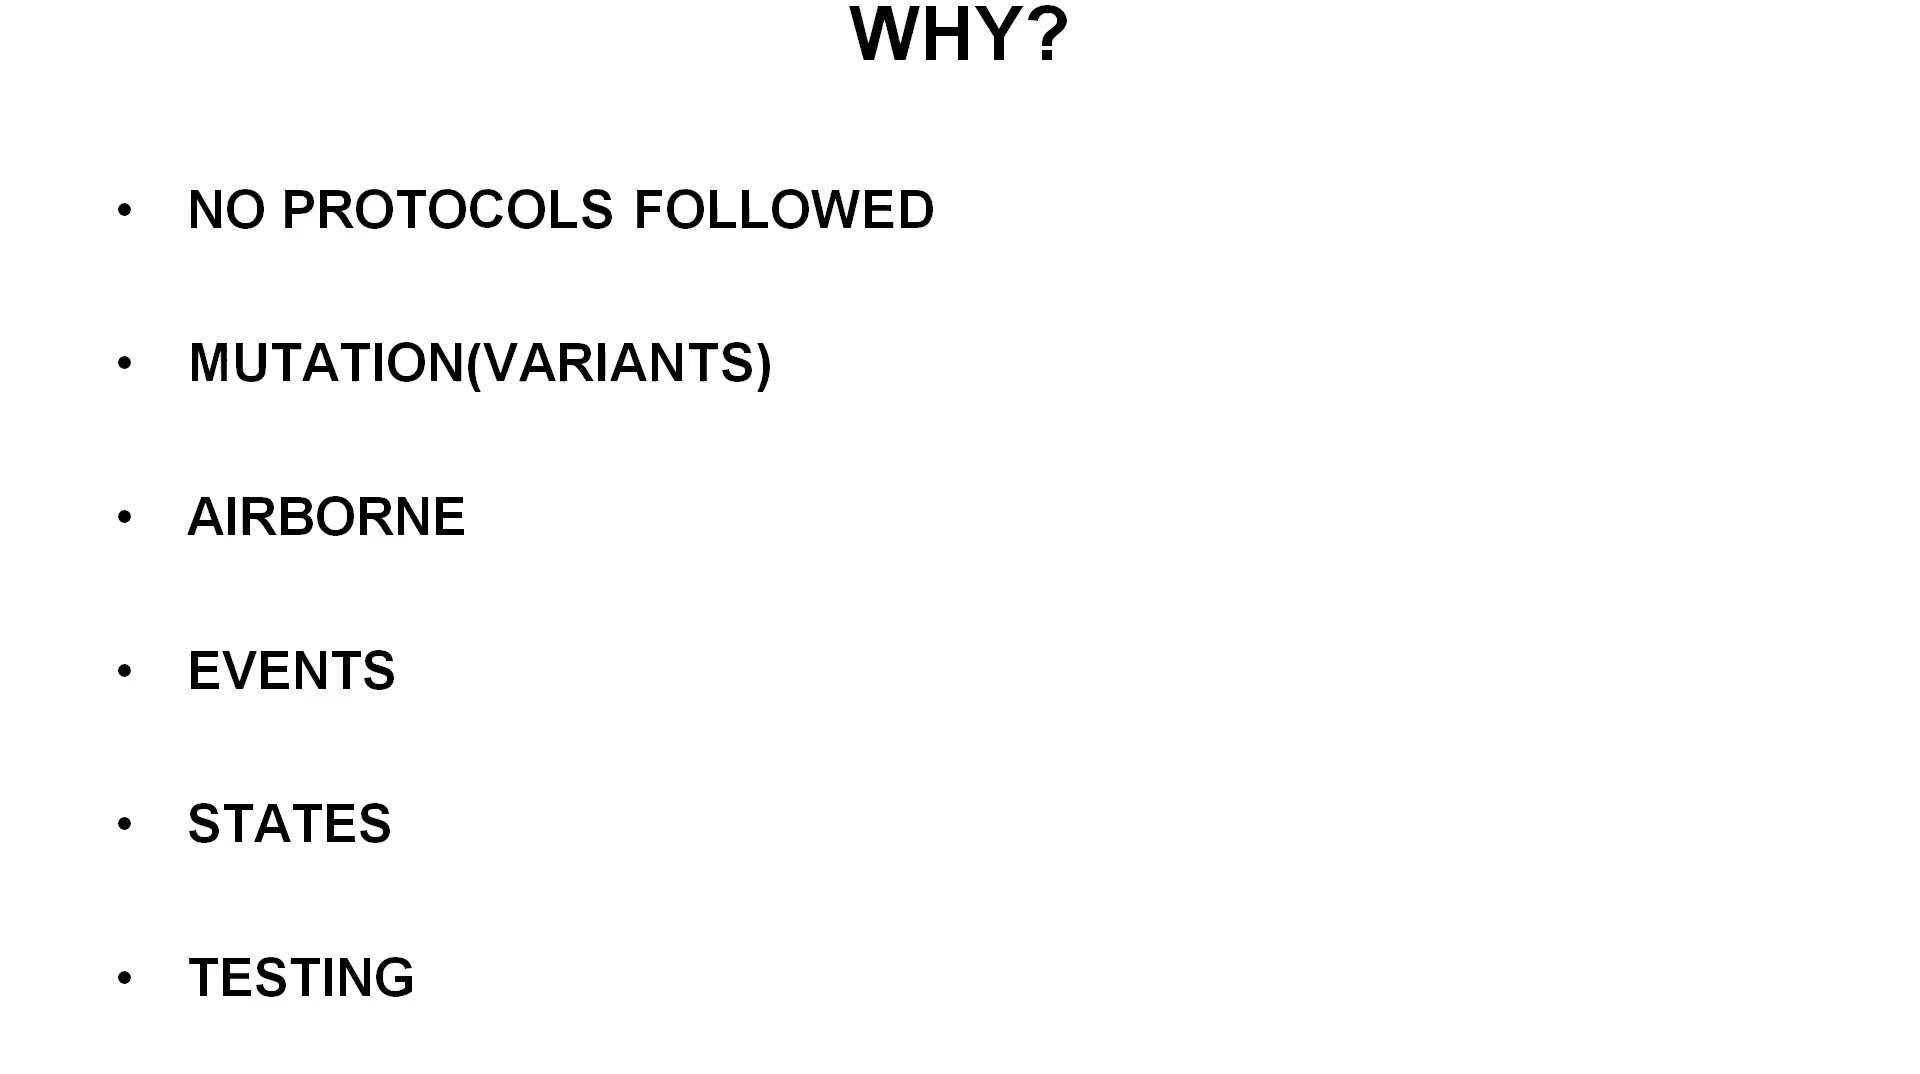 WHY?
• NO PROTOCOLS FOLLOWED
• MUTATION(VARIANTS)
• AIRBORNE
• EVENTS
• STATES
• TESTING